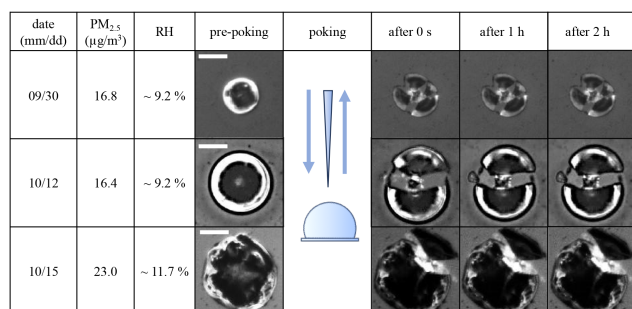 date (mm/dd) PM2.5 (µg/m³) RH pre-poking poking after 0 s after 1 h after 2 h
09/30 16.8 ~ 9.2 %
10/12 16.4 ~ 9.2 %
10/15 23.0 ~ 11.7 %